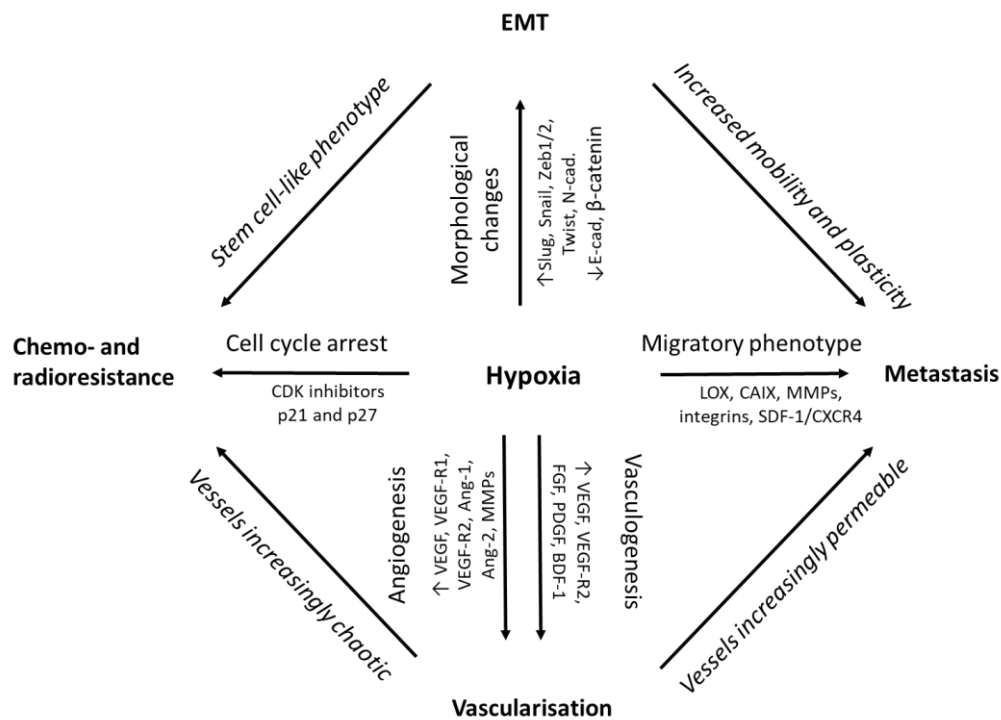 EMT
Stem cell-like phenotype
Morphological
changes
↑Slug, Snail, Zeb1/2,
Twist, N-cad.
↓E-cad, β-catenin
Increased mobility and plasticity
Chemo- and
radioresistance
Cell cycle arrest
CDK inhibitors
p21 and p27
Hypoxia
Migratory phenotype
LOX, CAIX, MMPs,
integrins, SDF-1/CXCR4
Metastasis
Vessels increasingly chaotic
Angiogenesis
↑ VEGF, VEGF-R1,
VEGF-R2, Ang-1,
Ang-2, MMPs
↑ VEGF, VEGF-R2,
FGF, PDGF, BDF-1
Vasculogenesis
Vessels increasingly permeable
Vascularisation